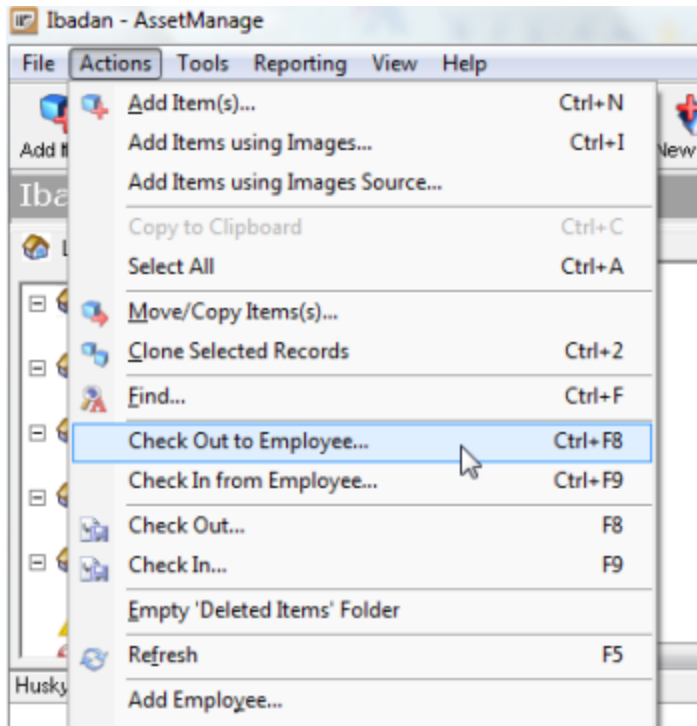 Ibadan - AssetManage
File Actions Tools Reporting View Help
Add Item(s)... Ctrl+N
Add Items using Images... Ctrl+I
Add New
Add Items using Images Source...
Copy to Clipboard Ctrl+C
Select All Ctrl+A
Move/Copy Items(s)...
Clone Selected Records Ctrl+2
Find... Ctrl+F
Check Out to Employee... Ctrl+F8
Check In from Employee... Ctrl+F9
Check Out... F8
Check In... F9
Empty 'Deleted Items' Folder
Refresh F5
Husky
Add Employee...